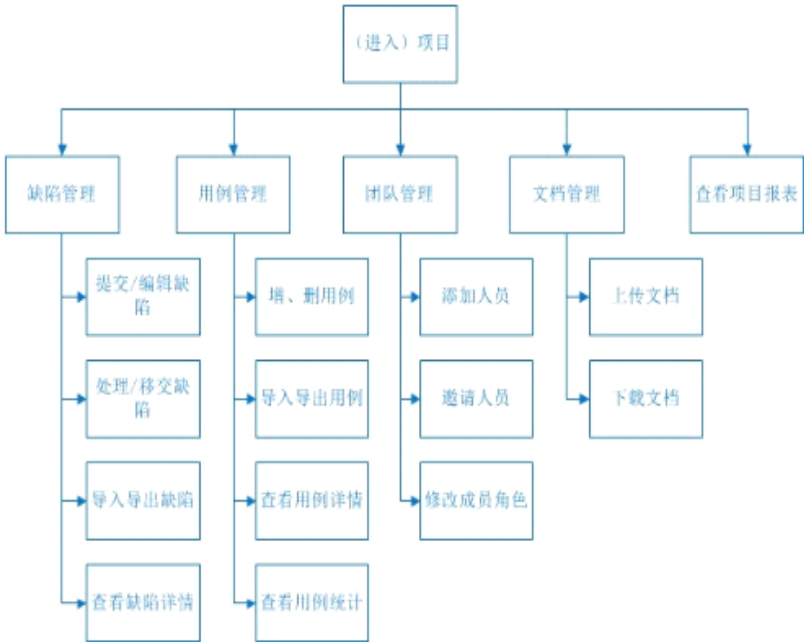 （进入）项目
缺陷管理
用例管理
团队管理
文档管理
查看项目报表
提交/编辑缺
陷
增、删用例
添加人员
上传文档
处理/移交缺
陷
导入导出用例
邀请人员
下载文档
导入导出缺陷
查看用例详情
修改成员角色
查看缺陷详情
查看用例统计